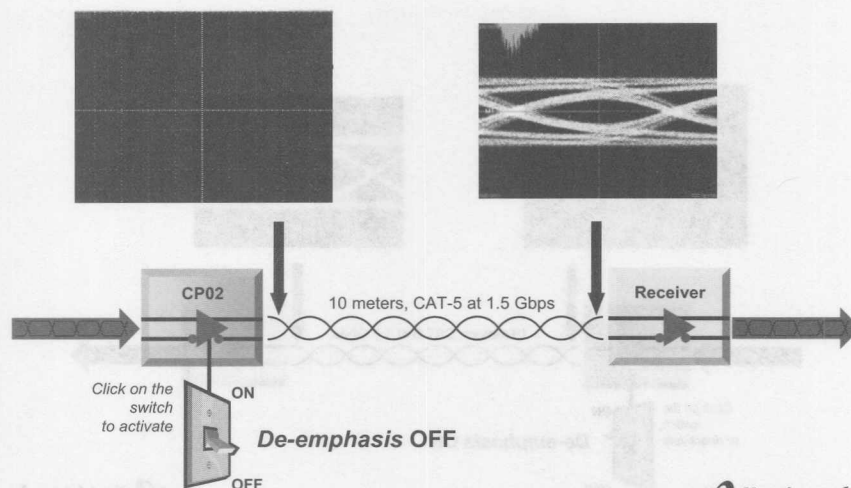 CP02
10 meters, CAT-5 at 1.5 Gbps
Receiver
Click on the
switch
to activate
ON
De-emphasis OFF
OFF